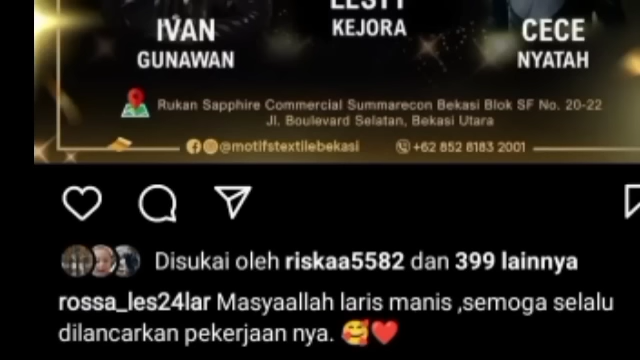 LESTI
KEJORA
IVAN
GUNAWAN
CECE
NYATAH
Rukan Sapphire Commercial Summarecon Bekasi Blok SF No. 20-22
Jl. Boulevard Selatan, Bekasi Utara
@motifstextilebekasi +62 852 8183 2001
Disukai oleh riskaa5582 dan 399 lainnya
rossa_les24lar Masyaallah laris manis ,semoga selalu
dilancarkan pekerjaan nya. 🥰❤️